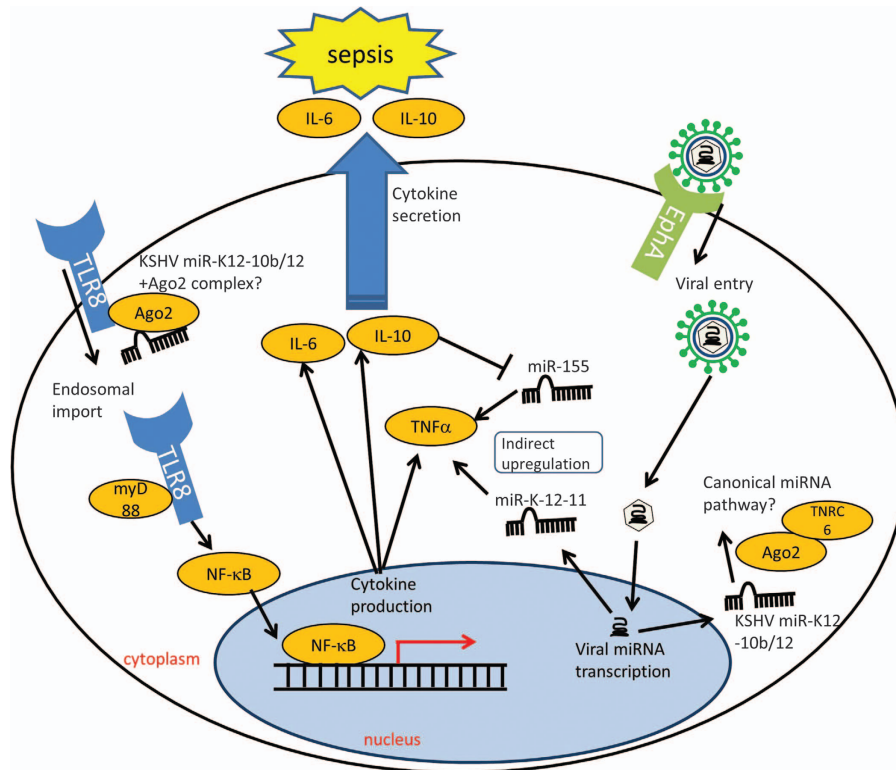 sepsis
IL-6
IL-10
Cytokine
secretion
EphA
TLR8
KSHV miR-K12-10b/12
+Ago2 complex?
Ago2
Viral entry
Endosomal
import
IL-6
IL-10
miR-155
TNFα
Indirect
upregulation
TLR8
myD
88
miR-K-12-11
Canonical miRNA
pathway?
TNRC
6
Ago2
NF-κB
Cytokine
production
KSHV miR-K12
-10b/12
NF-κB
Viral miRNA
transcription
cytoplasm
nucleus